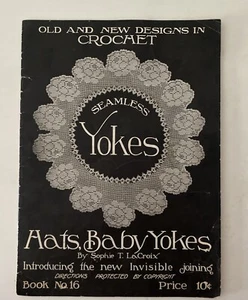 OLD AND NEW DESIGNS IN
CROCHET
SEAMLESS
Yokes
Hats, Baby Yokes
By Sophie T. LaCroix
Introducing the new Invisible Joining
DIRECTIONS PROTECTED BY COPYRIGHT
Book No. 16 Price 10¢